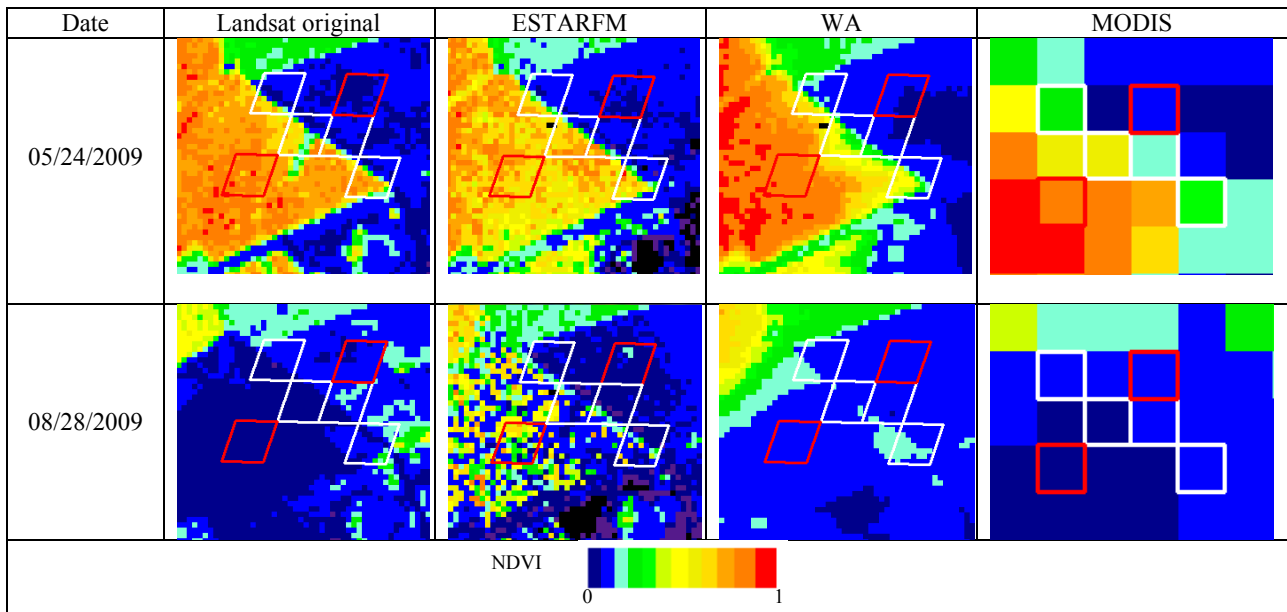 Date Landsat original ESTARFM WA MODIS
05/24/2009
08/28/2009
NDVI
0 1